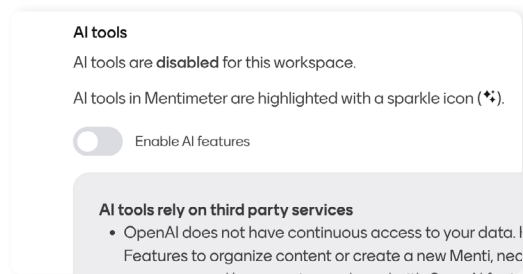 AI tools
AI tools are disabled for this workspace.
AI tools in Mentimeter are highlighted with a sparkle icon (✨).
Enable AI features
AI tools rely on third party services
• OpenAI does not have continuous access to your data.
Features to organize content or create a new Menti,